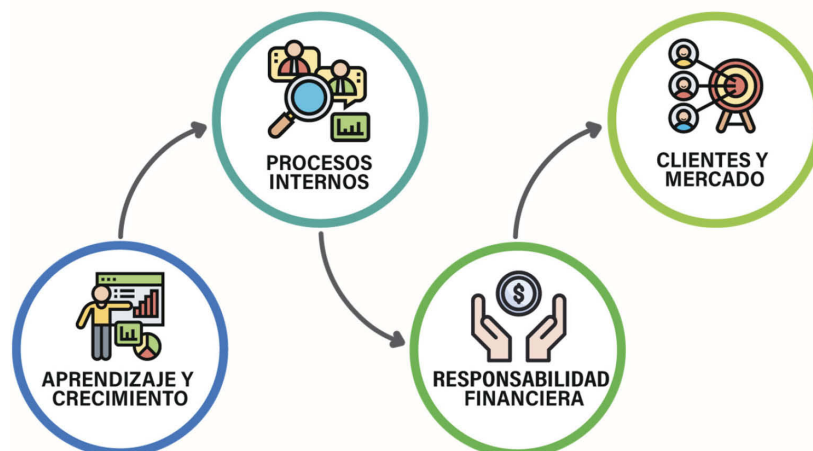 APRENDIZAJE Y
CRECIMIENTO
PROCESOS
INTERNOS
RESPONSABILIDAD
FINANCIERA
$
CLIENTES Y
MERCADO